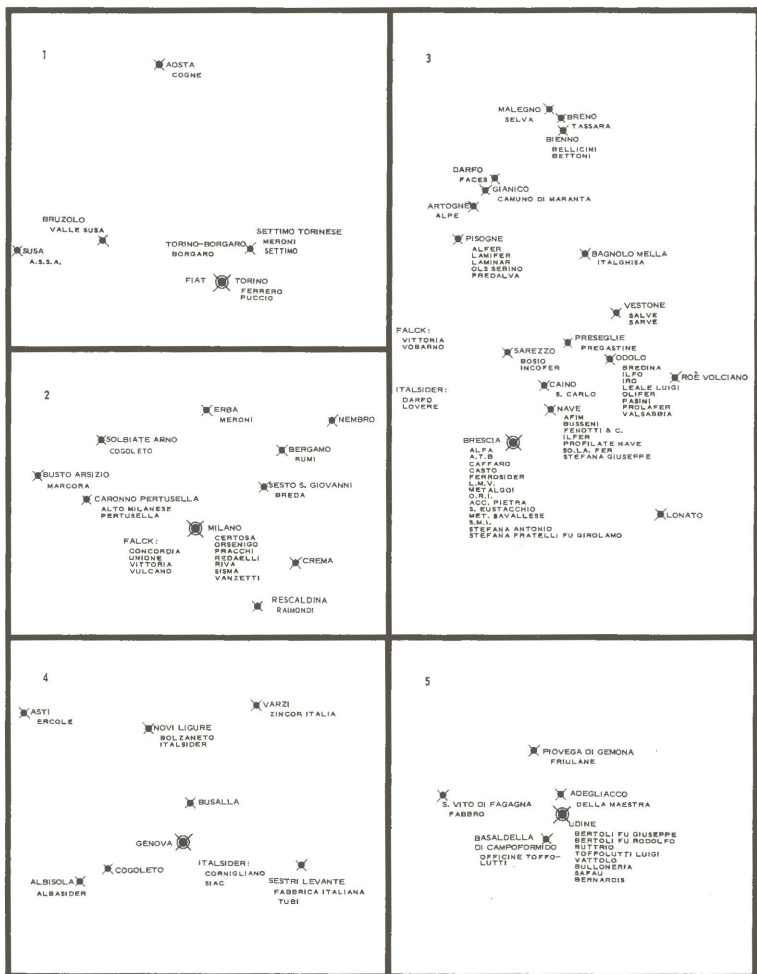 1
AOSTA
COGNE
BRUZOLO
VALLE SUSA
SUSA
A.S.S.A.
TORINO-BORGARO
BORGARO
SETTIMO TORINESE
MERONI
SETTIMO
FIAT
TORINO
FERRERO
PUCCIO
2
ERBA
MERONI
NEMBRO
SOLBIATE ARNO
COGOLETO
BERGAMO
RUMI
BUSTO ARSIZIO
MARCORA
SESTO S. GIOVANNI
BREDA
CARONNO PERTUSELLA
ALTO MILANESE
PERTUSELLA
MILANO
FALCK:
CONCORDIA
UNIONE
VITTORIA
VULCANO
CERTOSA
ORSENIGO
PRACCHI
REDAELLI
RIVA
SISMA
VANZETTI
CREMA
RESCALDINA
RAIMONDI
3
MALEGNO
SELVA
BRENO
TASSARA
BIENNO
BELLICINI
BETTONI
DARFO
FACES
GIANICO
CAMUNO DI MARANTA
ARTOGNE
ALPE
PISOGNE
ALFER
LAMIFER
LAMINAR
OLS SEBINO
PREDALVA
BAGNOLO MELLA
ITALGHISA
VESTONE
SALVE
SARVE
FALCK:
VITTORIA
VOBARNO
PRESEGLIE
PREGASTINE
SAREZZO
BOSIO
INCOFER
ODOLO
BREDINA
ILFO
IRO
LEALE LUIGI
OLIFER
PASINI
PROLAFER
VALSABBIA
ROÈ VOLCIANO
ITALSIDER:
DARFO
LOVERE
CAINO
S. CARLO
NAVE
AFIM
BUSSENI
FENOTTI & C.
ILFER
PROFILATE NAVE
SO.LA. FER
STEFANA GIUSEPPE
BRESCIA
ALFA
A.T.B
CAFFARO
CASTO
FERROSIDER
L.M.V.
METALGOI
O.R.I.
ACC. PIETRA
S. EUSTACCHIO
MET. SAVALLESE
S.M.I.
STEFANA ANTONIO
STEFANA FRATELLI FU GIROLAMO
LONATO
4
ASTI
ERCOLE
NOVI LIGURE
BOLZANETO
ITALSIDER
VARZI
ZINCOR ITALIA
BUSALLA
GENOVA
ITALSIDER:
CORNIGLIANO
SIAC
COGOLETO
ALBISOLA
ALBASIDER
SESTRI LEVANTE
FABBRICA ITALIANA
TUBI
5
PIOVEGA DI GEMONA
FRIULANE
S. VITO DI FAGAGNA
FABBRO
ADEGLIACCO
DELLA MAESTRA
UDINE
BERTOLI FU GIUSEPPE
BERTOLI FU RODOLFO
BUTTRIO
TOFFOLUTTI LUIGI
VATTOLO
BULLONERIA
SAFAU
BERNARDIS
BASALDELLA
DI CAMPOFORMIDO
OFFICINE TOFFO-
LUTTI